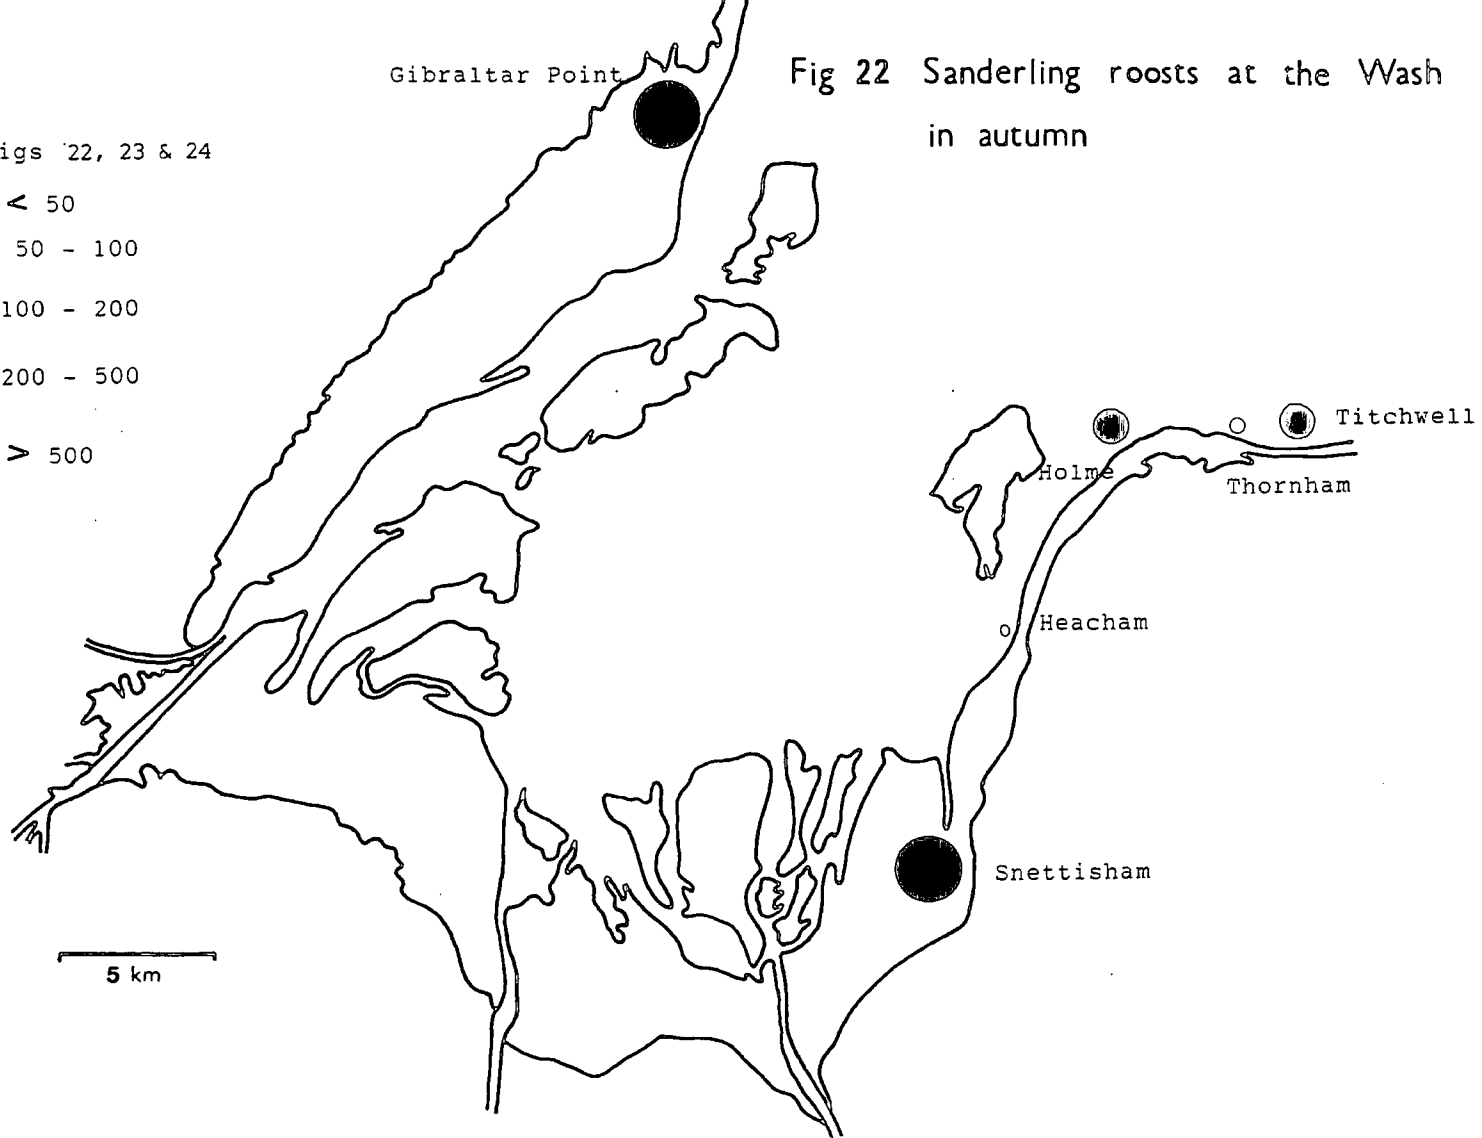 Gibraltar Point
Fig 22 Sanderling roosts at the Wash
in autumn
igs 22, 23 & 24
< 50
50 - 100
100 - 200
200 - 500
> 500
Titchwell
Holme
Thornham
Heacham
Snettisham
5 km